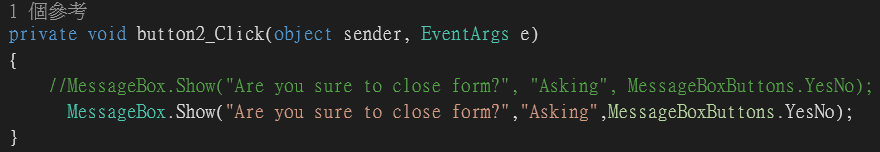 1 個參考
private void button2_Click(object sender, EventArgs e)
{
//MessageBox.Show("Are you sure to close form?", "Asking", MessageBoxButtons.YesNo);
MessageBox.Show("Are you sure to close form?","Asking",MessageBoxButtons.YesNo);
}